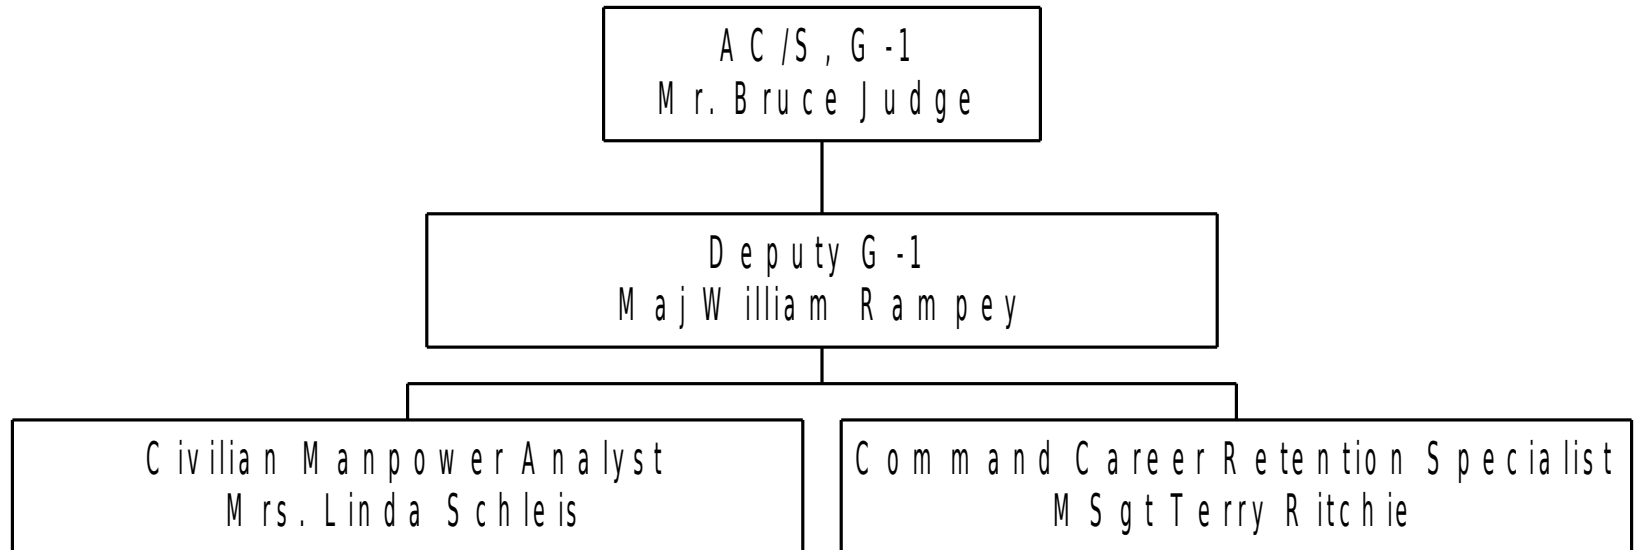 AC/S, G-1
Mr. Bruce Judge
Deputy G-1
Maj William Rampey
Civilian Manpower Analyst
Mrs. Linda Schleis
Command Career Retention Specialist
MSgt Terry Ritchie